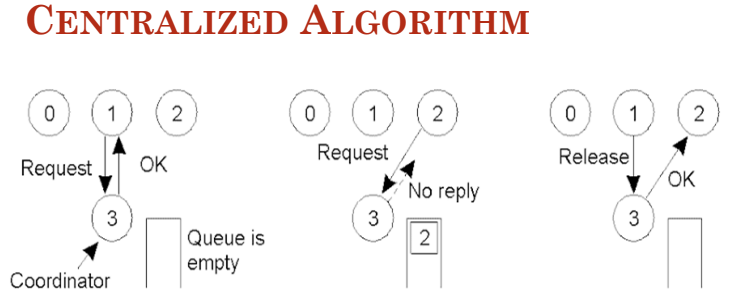 CENTRALIZED ALGORITHM
0 1 2
Request OK
3
Queue is
empty
Coordinator
0 1 2
Request
No reply
3
2
0 1 2
Release
OK
3